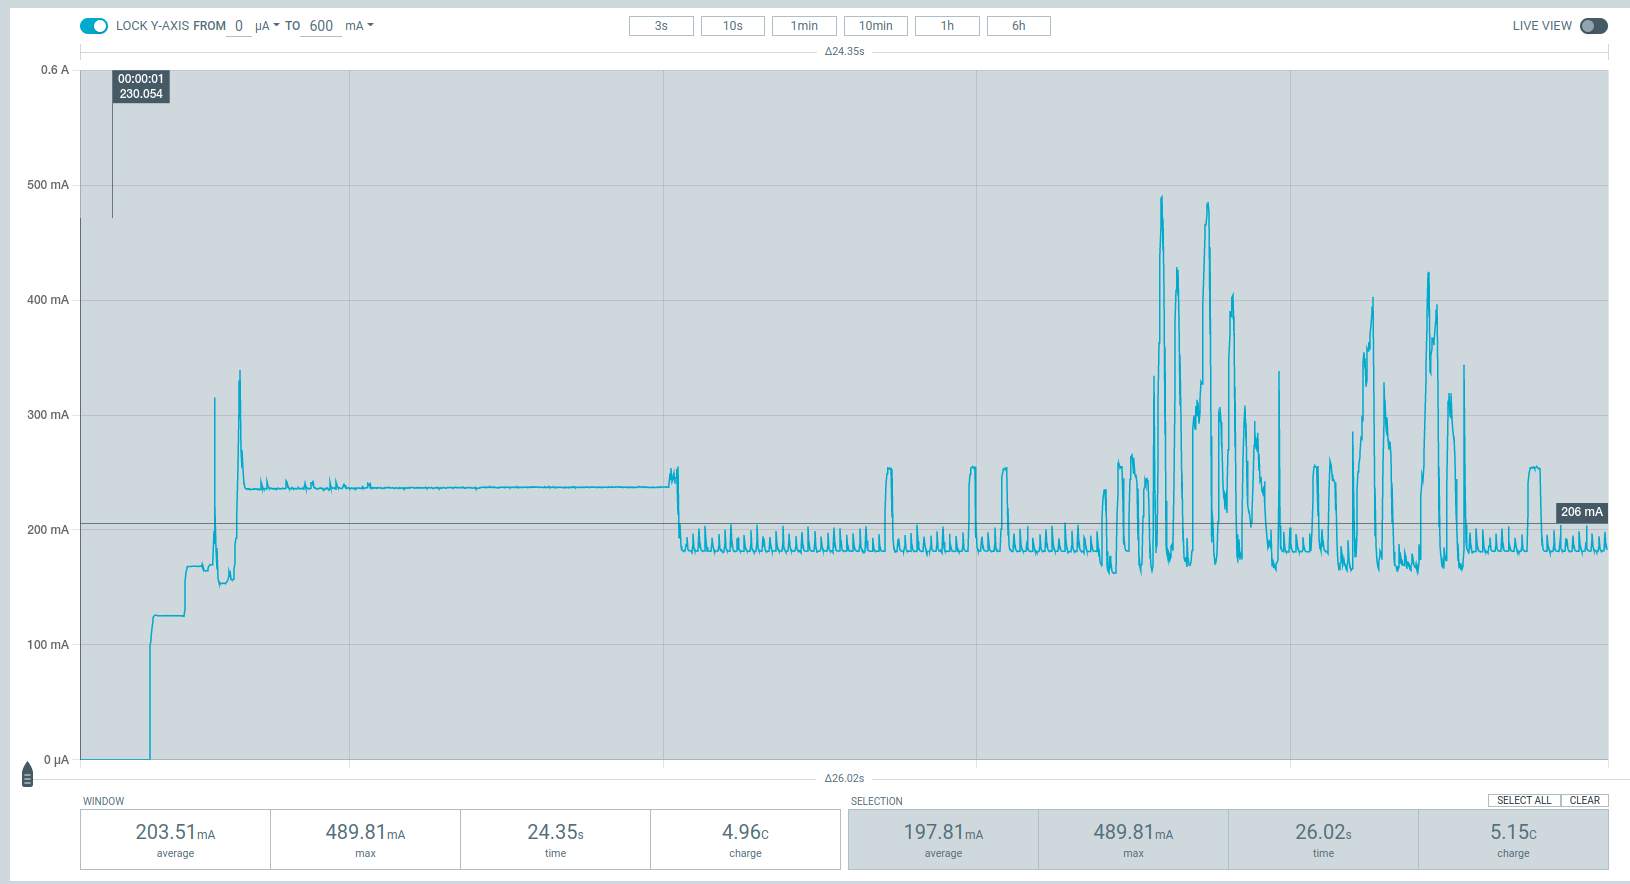 LOCK Y-AXIS FROM 0 µA TO 600 mA
3s 10s 1min 10min 1h 6h
LIVE VIEW
Δ24.35s
0.6 A
00:00:01
230.054
500 mA
400 mA
300 mA
206 mA
200 mA
100 mA
0 µA
Δ26.02s
WINDOW
203.51mA
average
489.81mA
max
24.35s
time
4.96C
charge
SELECTION
SELECT ALL CLEAR
197.81mA
average
489.81mA
max
26.02s
time
5.15C
charge